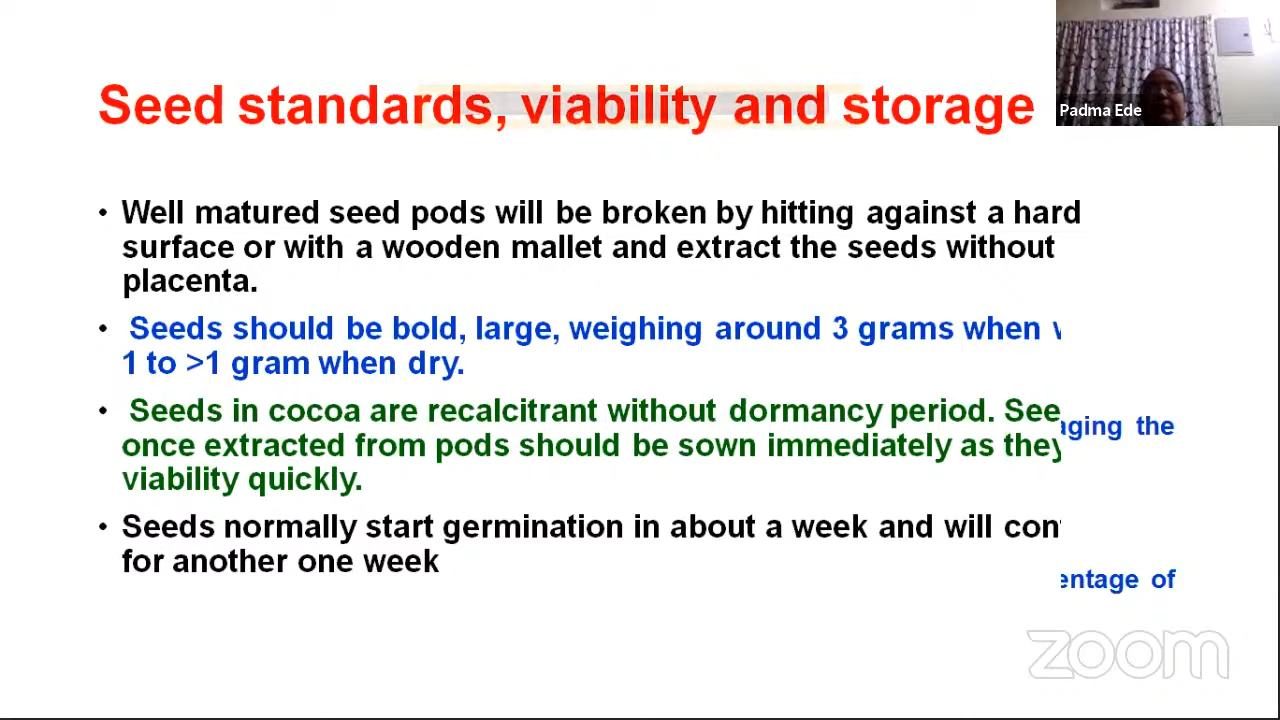 Seed standards, viability and storage
Padma Ede
• Well matured seed pods will be broken by hitting against a hard
surface or with a wooden mallet and extract the seeds without
placenta.
• Seeds should be bold, large, weighing around 3 grams when
1 to >1 gram when dry.
• Seeds in cocoa are recalcitrant without dormancy period. See
once extracted from pods should be sown immediately as they
viability quickly.
• Seeds normally start germination in about a week and will con
for another one week
aging the
entage of
zoom